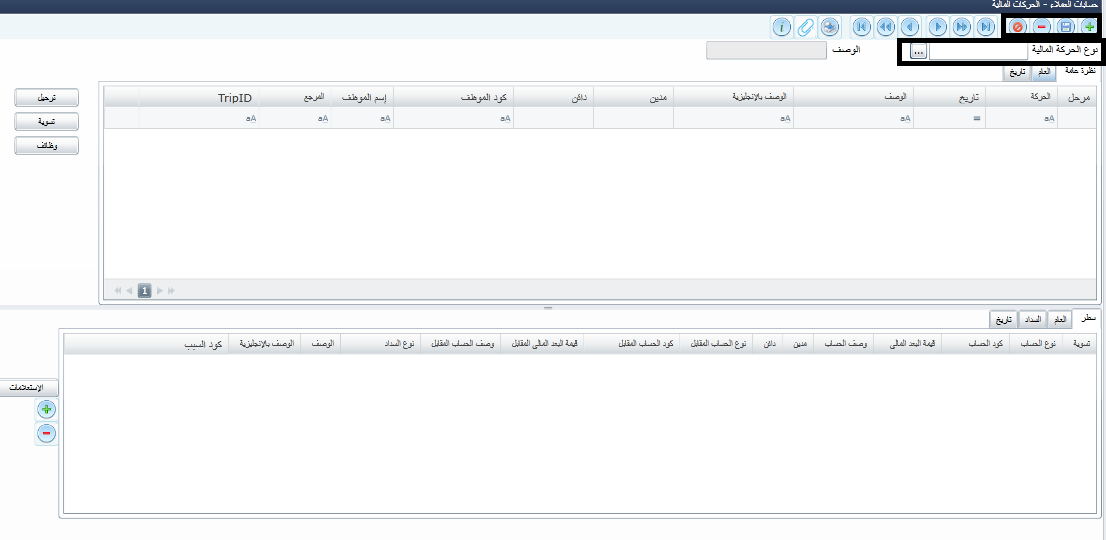 حسابات العملاء - الحركات المالية
نوع الحركة المالية ... الوصف
نظرة عامة العام تاريخ
مرحل الحركة تاريخ الوصف الوصف بالإنجليزية مدين دائن كود الموظف إسم الموظف المرجع TripID
aA = aA aA aA aA aA aA
ترحيل
تسوية
وظائف
1
سطر العام السداد تاريخ
تسوية نوع الحساب كود الحساب قيمة البعد المالى وصف الحساب مدين دائن نوع الحساب المقابل كود الحساب المقابل قيمة البعد المالى المقابل وصف الحساب المقابل نوع السداد الوصف الوصف بالإنجليزية كود السبب
الإستعلامات